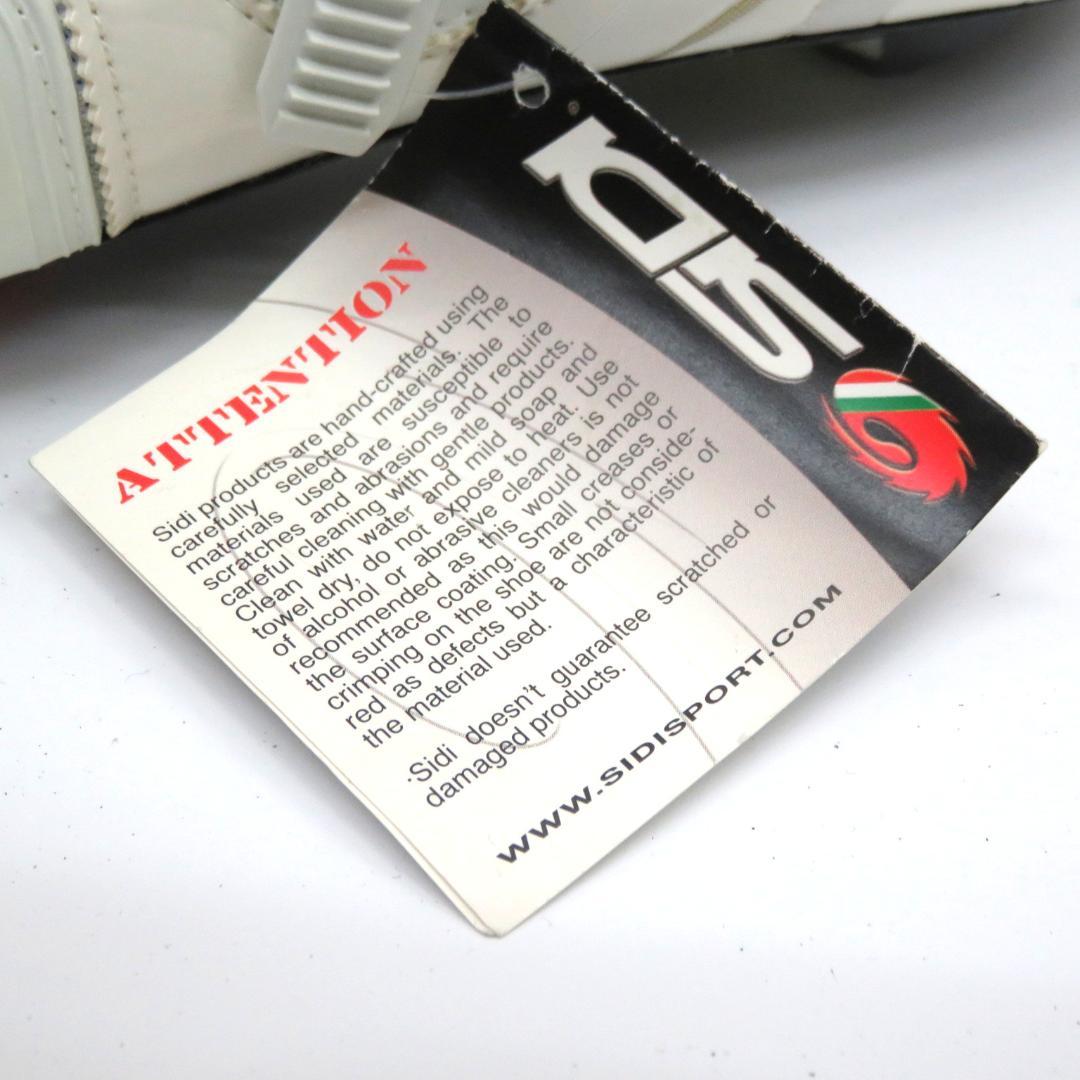 SIDI®
ATTENTION
Sidi products are hand-crafted using
carefully selected materials. The
materials used are susceptible to
scratches and abrasions and require
careful cleaning with gentle products.
Clean with water and mild soap and
towel dry, do not expose to heat. Use
of alcohol or abrasive cleaners is not
recommended as this would damage
the surface coating. Small creases or
crimping on the shoe are not conside-
red as defects but a characteristic of
the material used.
·Sidi doesn't guarantee scratched or
damaged products.
WWW.SIDISPORT.COM